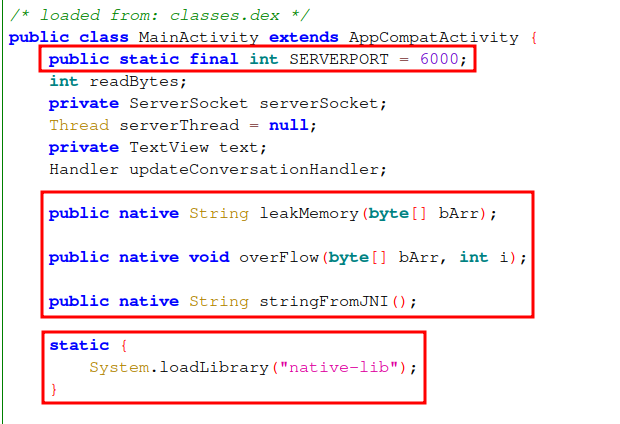 /* loaded from: classes.dex */
public class MainActivity extends AppCompatActivity {
public static final int SERVERPORT = 6000;
int readBytes;
private ServerSocket serverSocket;
Thread serverThread = null;
private TextView text;
Handler updateConversationHandler;
public native String leakMemory(byte[] bArr);
public native void overFlow(byte[] bArr, int i);
public native String stringFromJNI();
static {
System.loadLibrary("native-lib");
}